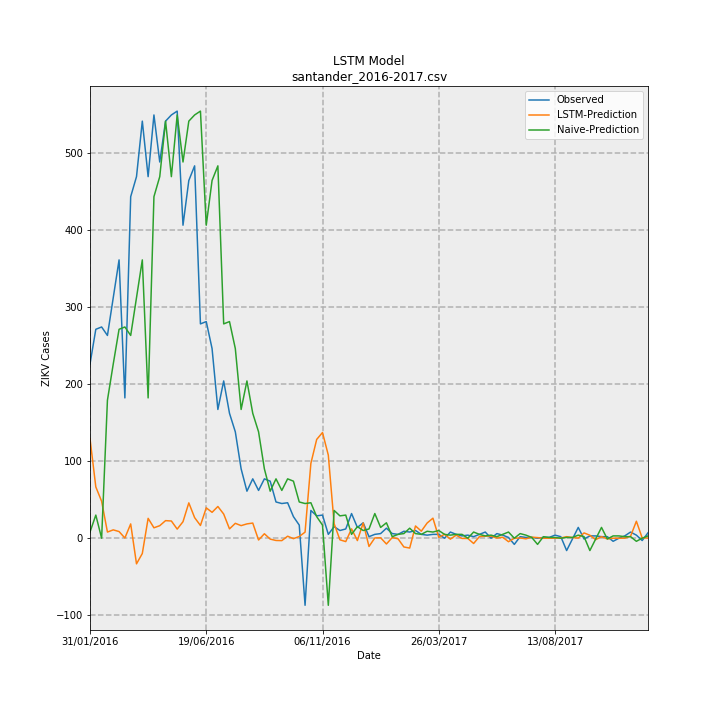 LSTM Model
santander_2016-2017.csv
Observed
LSTM-Prediction
Naive-Prediction
ZIKV Cases
500
400
300
200
100
0
−100
31/01/2016
19/06/2016
06/11/2016
26/03/2017
13/08/2017
Date